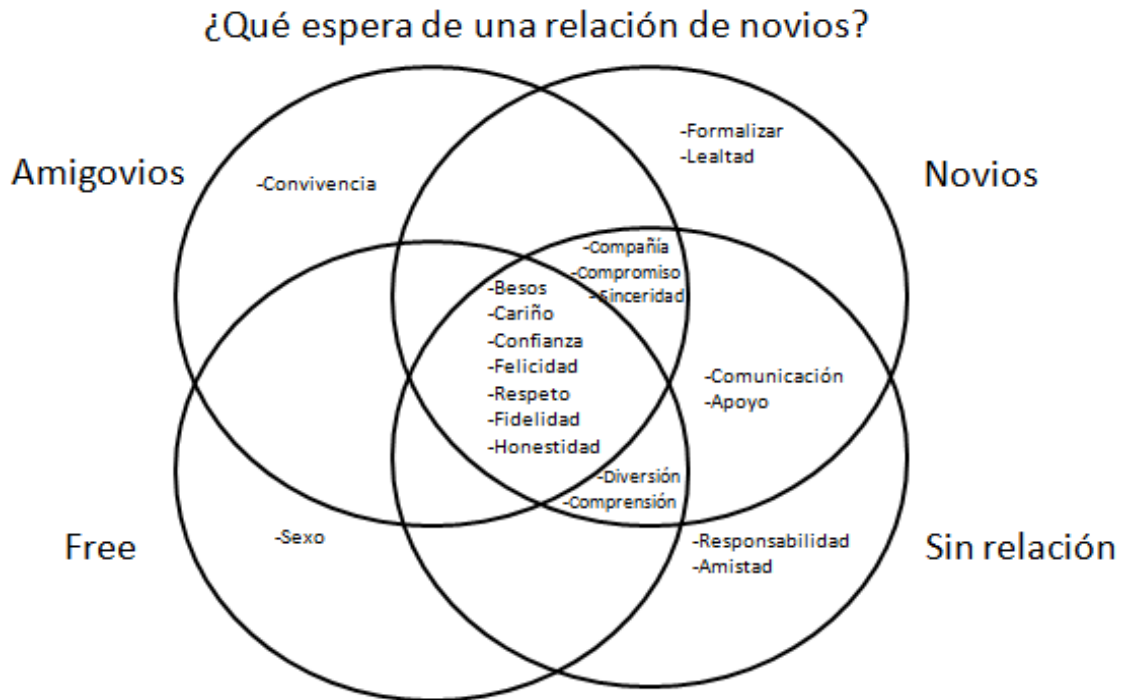 ¿Qué espera de una relación de novios?
Amigovios
-Convivencia
-Formalizar
-Lealtad
Novios
-Compañía
-Compromiso
-Sinceridad
-Besos
-Cariño
-Confianza
-Felicidad
-Respeto
-Fidelidad
-Honestidad
-Comunicación
-Apoyo
-Diversión
-Comprensión
Free
-Sexo
-Responsabilidad
-Amistad
Sin relación